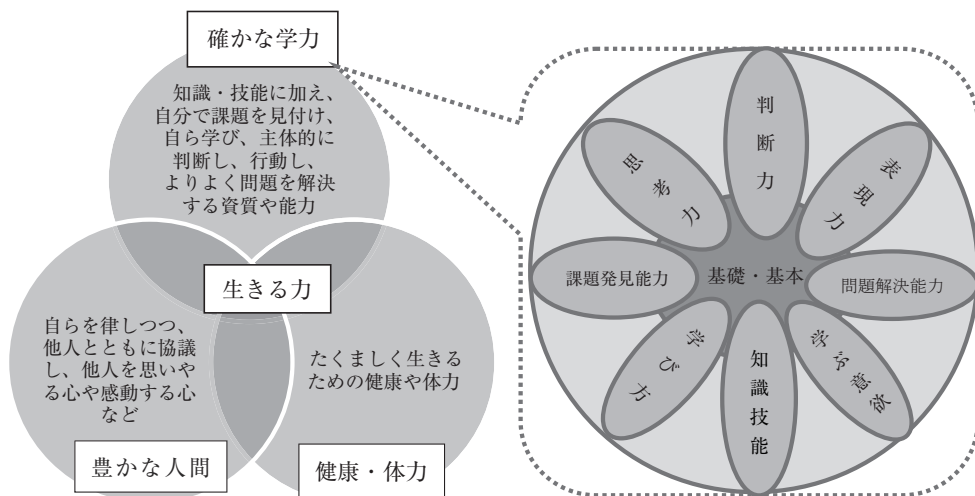 確かな学力
知識・技能に加え、
自分で課題を見付け、
自ら学び、主体的に
判断し、行動し、
よりよく問題を解決
する資質や能力
生きる力
自らを律しつつ、
他人とともに協議
し、他人を思いや
る心や感動する心
など
豊かな人間
たくましく生きる
ための健康や体力
健康・体力
判断力
思考力
表現力
課題発見能力
基礎・基本
問題解決能力
学び方
知識技能
学ぶ意欲